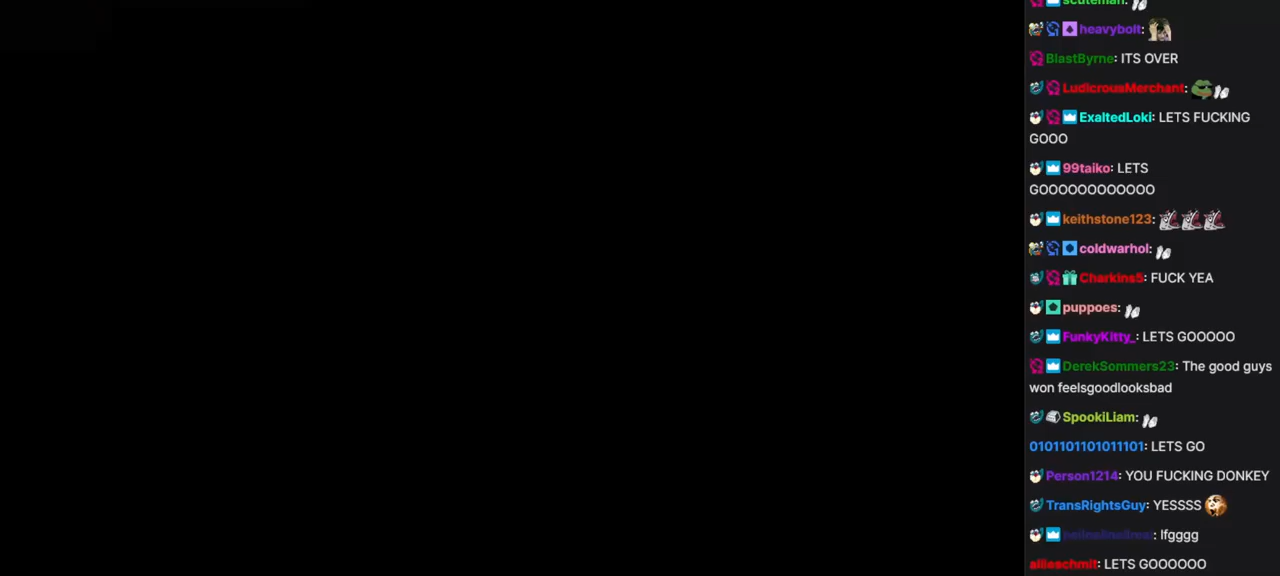 scuteman:
heavybolt:
BlastByrne: ITS OVER
LudicrousMerchant:
ExaltedLoki: LETS FUCKING
GOOO
99taiko: LETS
GOOOOOOOOOOOO
keithstone123:
coldwarhol:
Charkins5: FUCK YEA
puppoes:
FunkyKitty_: LETS GOOOOO
DerekSommers23: The good guys
won feelsgoodlooksbad
SpookiLiam:
0101101101011101: LETS GO
Person1214: YOU FUCKING DONKEY
TransRightsGuy: YESSSS
: lfgggg
alliaschmit: LETS GOOOOOO